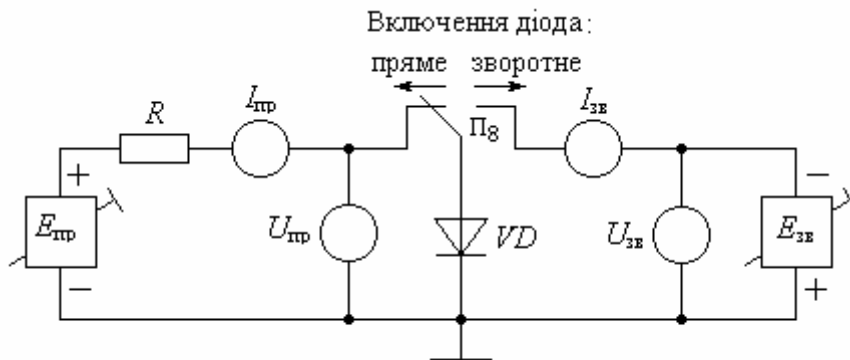 Включення діода:
пряме зворотне
R
Iпр
П8
Iзв
+
Eпр
−
Uпр
VD
Uзв
−
Eзв
+